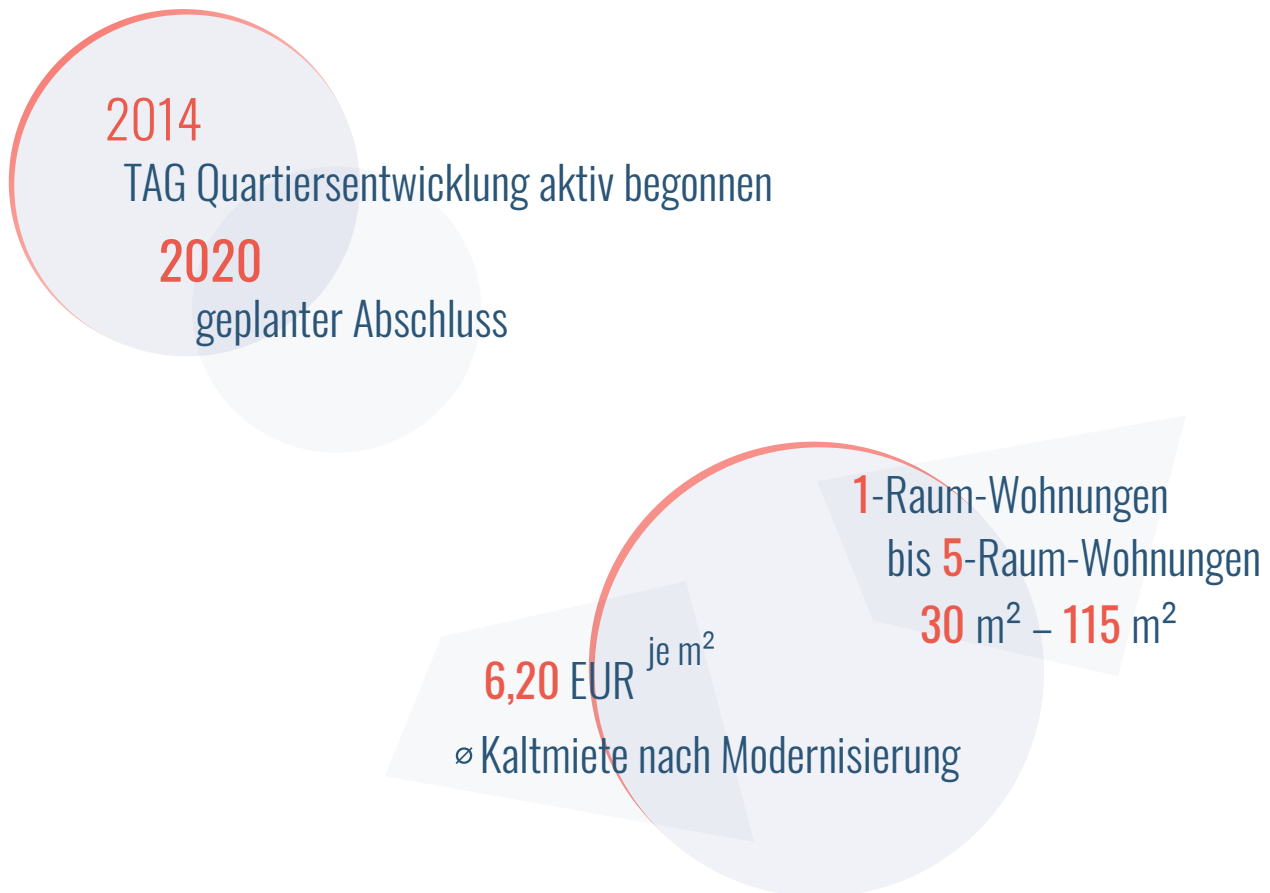 2014
TAG Quartiersentwicklung aktiv begonnen
2020
geplanter Abschluss
1-Raum-Wohnungen
bis 5-Raum-Wohnungen
30 m² – 115 m²
6,20 EUR je m²
⌀ Kaltmiete nach Modernisierung